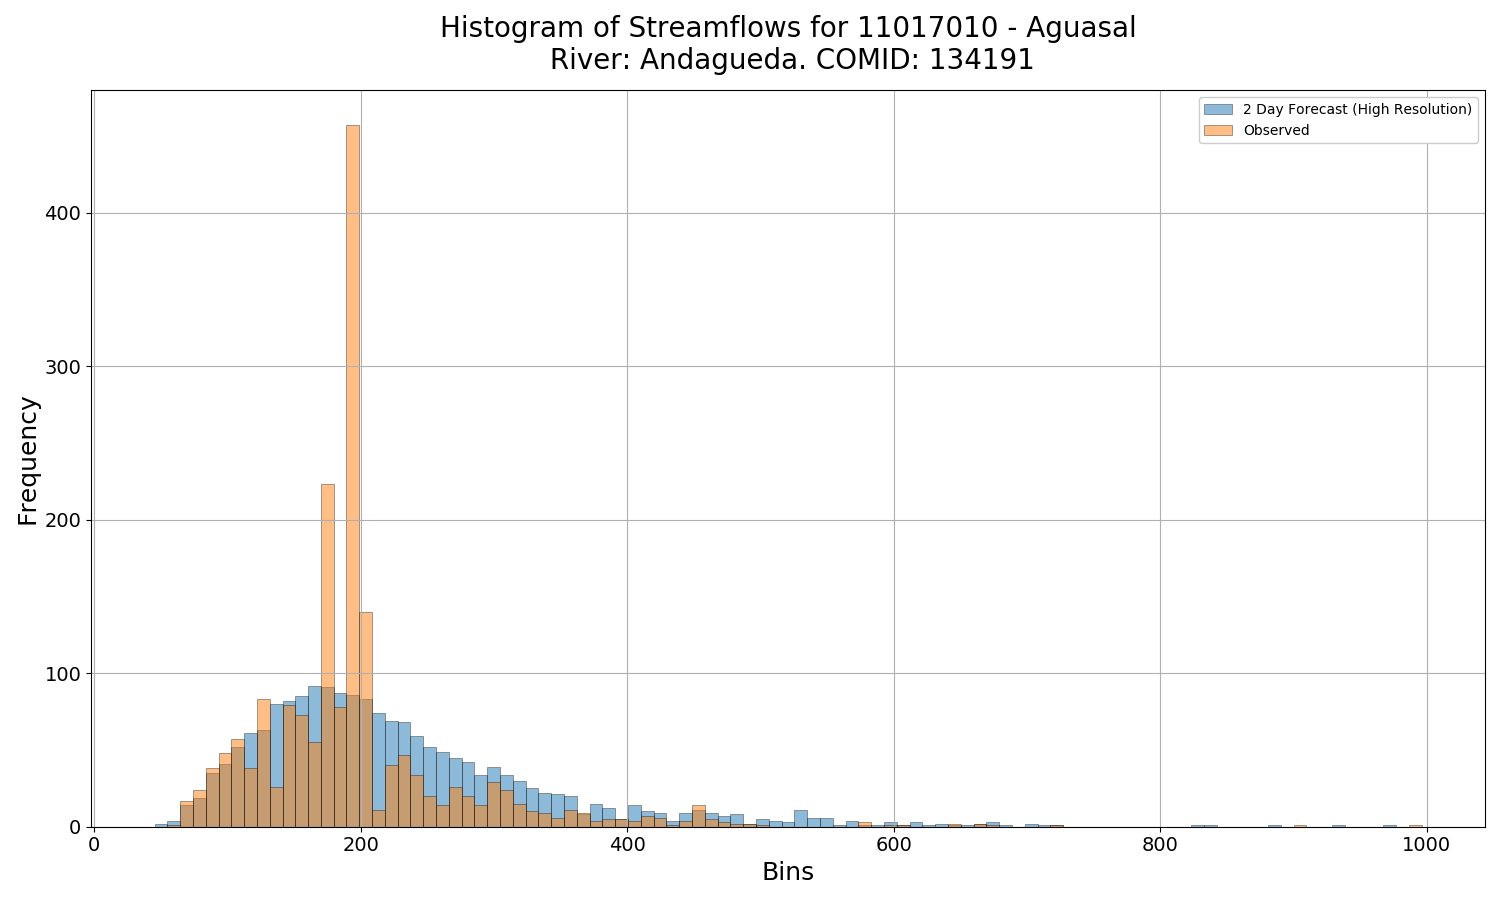 Histogram of Streamflows for 11017010 - Aguasal
River: Andagueda. COMID: 134191
2 Day Forecast (High Resolution)
Observed
Frequency
400
300
200
100
0
0 200 400 600 800 1000
Bins